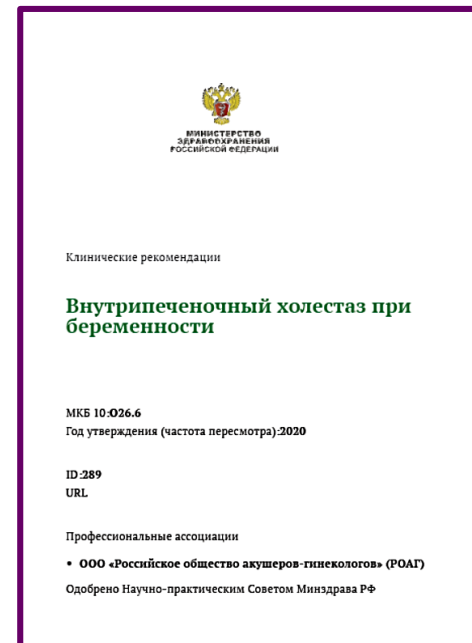 МИНИСТЕРСТВО
ЗДРАВООХРАНЕНИЯ
РОССИЙСКОЙ ФЕДЕРАЦИИ
Клинические рекомендации
Внутрипеченочный холестаз при
беременности
МКБ 10:O26.6
Год утверждения (частота пересмотра):2020
ID:289
URL
Профессиональные ассоциации
• ООО «Российское общество акушеров-гинекологов» (РОАГ)
Одобрено Научно-практическим Советом Минздрава РФ